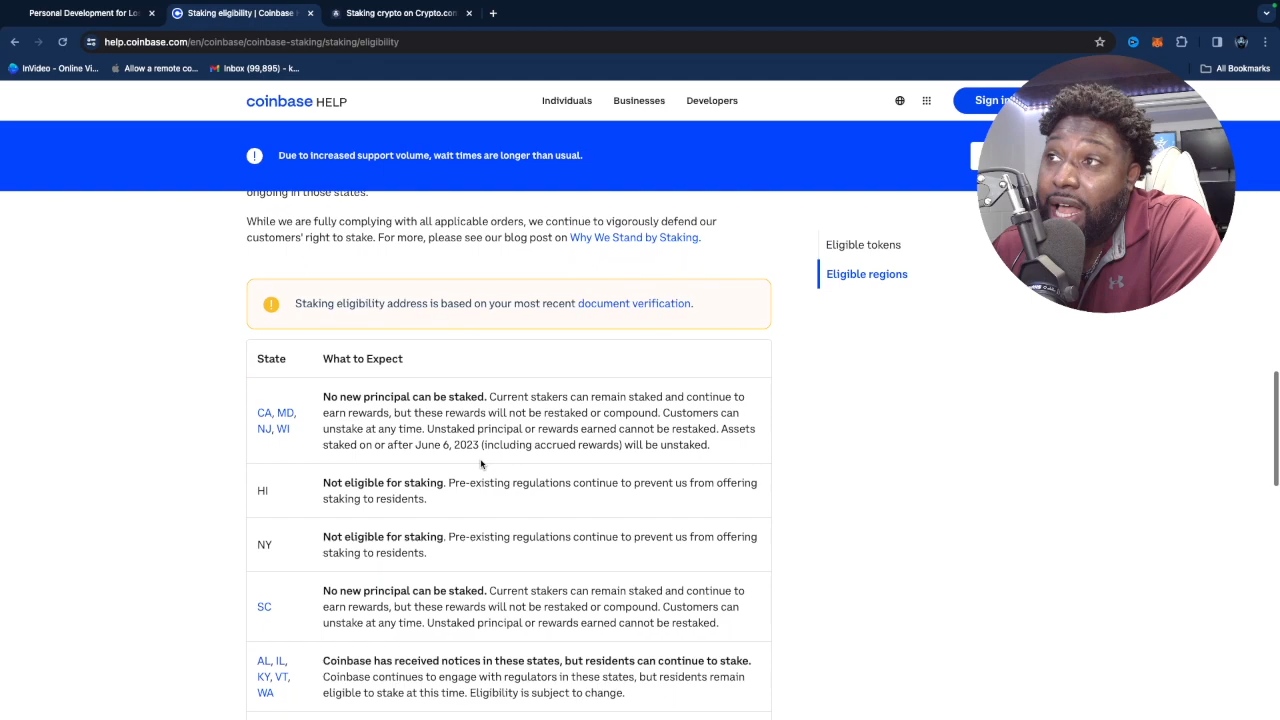 Personal Development for Lo
Staking eligibility | Coinbase
Staking crypto on Crypto.con
help.coinbase.com/en/coinbase/coinbase-staking/staking/eligibility
InVideo - Online Vi...
Allow a remote co...
Inbox (99,895) – k...
All Bookmarks
coinbase HELP
Individuals
Businesses
Developers
Sign in
Due to increased support volume, wait times are longer than usual.
ongoing in those states.
While we are fully complying with all applicable orders, we continue to vigorously defend our
customers' right to stake. For more, please see our blog post on Why We Stand by Staking.
Eligible tokens
Eligible regions
Staking eligibility address is based on your most recent document verification.
State What to Expect
CA, MD,
NJ, WI
No new principal can be staked. Current stakers can remain staked and continue to
earn rewards, but these rewards will not be restaked or compound. Customers can
unstake at any time. Unstaked principal or rewards earned cannot be restaked. Assets
staked on or after June 6, 2023 (including accrued rewards) will be unstaked.
HI
Not eligible for staking. Pre-existing regulations continue to prevent us from offering
staking to residents.
NY
Not eligible for staking. Pre-existing regulations continue to prevent us from offering
staking to residents.
SC
No new principal can be staked. Current stakers can remain staked and continue to
earn rewards, but these rewards will not be restaked or compound. Customers can
unstake at any time. Unstaked principal or rewards earned cannot be restaked.
AL, IL,
KY, VT,
WA
Coinbase has received notices in these states, but residents can continue to stake.
Coinbase continues to engage with regulators in these states, but residents remain
eligible to stake at this time. Eligibility is subject to change.